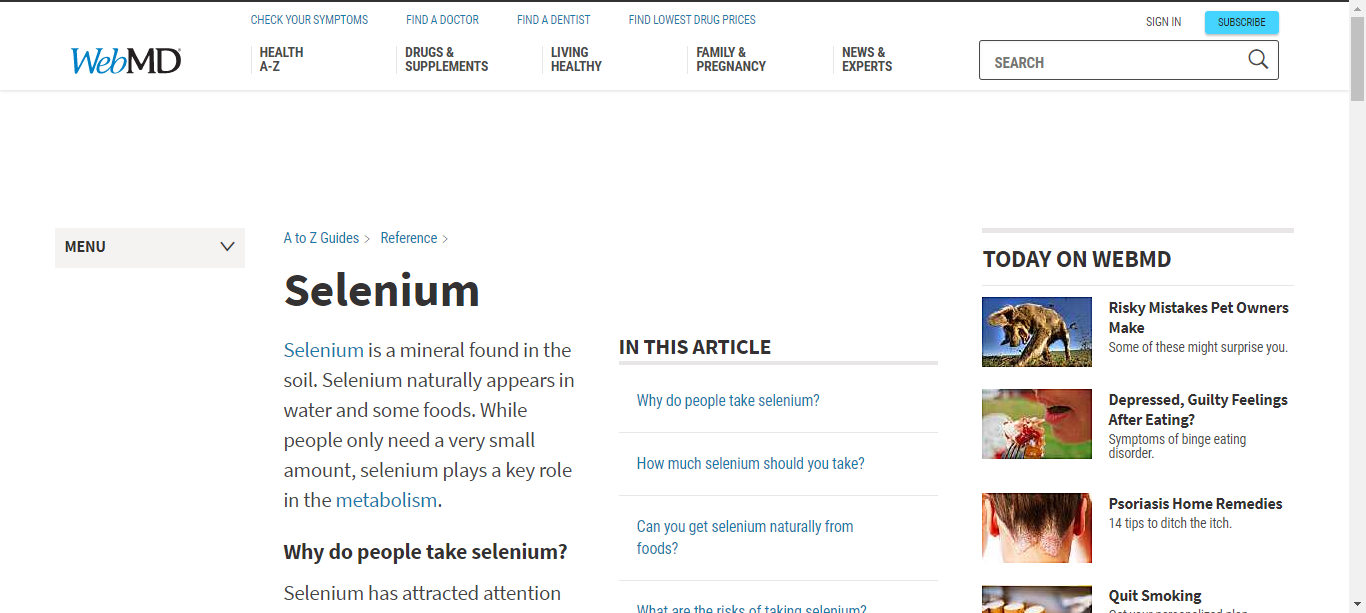 CHECK YOUR SYMPTOMS
FIND A DOCTOR
FIND A DENTIST
FIND LOWEST DRUG PRICES
SIGN IN
SUBSCRIBE
WebMD
HEALTH
A-Z
DRUGS &
SUPPLEMENTS
LIVING
HEALTHY
FAMILY &
PREGNANCY
NEWS &
EXPERTS
SEARCH
MENU
A to Z Guides >
Reference >
Selenium
Selenium is a mineral found in the
soil. Selenium naturally appears in
water and some foods. While
people only need a very small
amount, selenium plays a key role
in the metabolism.
Why do people take selenium?
Selenium has attracted attention
IN THIS ARTICLE
Why do people take selenium?
How much selenium should you take?
Can you get selenium naturally from
foods?
What are the risks of taking selenium?
TODAY ON WEBMD
Risky Mistakes Pet Owners
Make
Some of these might surprise you.
Depressed, Guilty Feelings
After Eating?
Symptoms of binge eating
disorder.
Psoriasis Home Remedies
14 tips to ditch the itch.
Quit Smoking